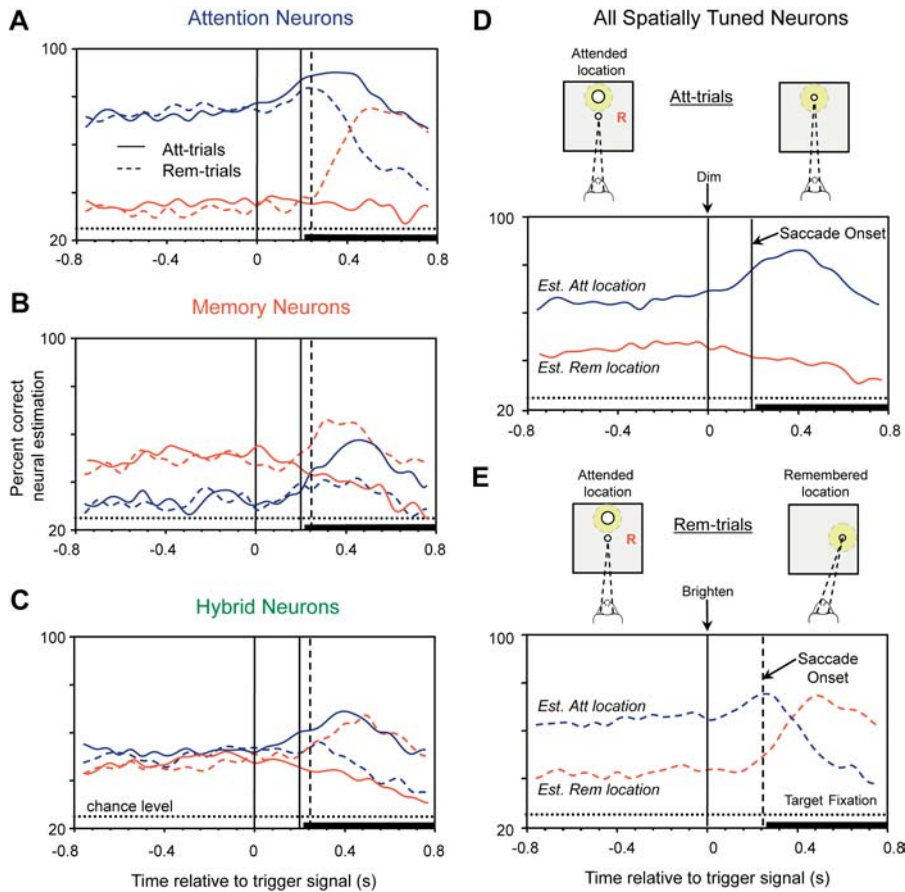 A
Attention Neurons
100
Att-trials
Rem-trials
20
-0.8
-0.4
0
0.4
0.8
B
Memory Neurons
100
Percent correct
neural estimation
20
-0.8
-0.4
0
0.4
0.8
C
Hybrid Neurons
100
chance level
20
-0.8
-0.4
0
0.4
0.8
Time relative to trigger signal (s)
D
All Spatially Tuned Neurons
Attended
location
Att-trials
R
Dim
100
Saccade Onset
Est. Att location
Est. Rem location
20
-0.8
-0.4
0
0.4
0.8
E
Attended
location
Remembered
location
Rem-trials
R
Brighten
100
Saccade
Onset
Est. Att location
Est. Rem location
Target Fixation
20
-0.8
-0.4
0
0.4
0.8
Time relative to trigger signal (s)